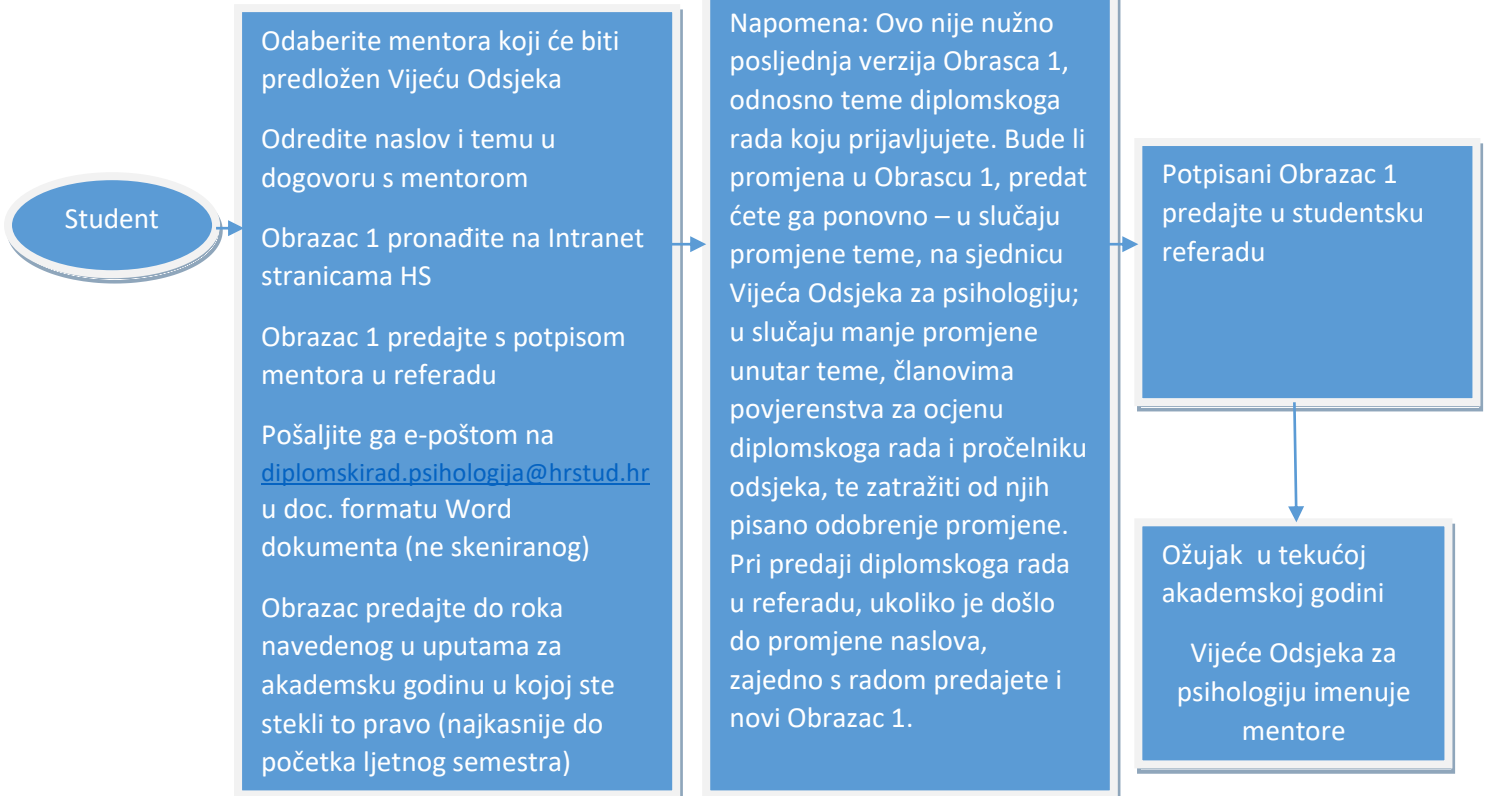 Student
Odaberite mentora koji će biti
predložen Vijeću Odsjeka
Odredite naslov i temu u
dogovoru s mentorom
Obrazac 1 pronađite na Intranet
stranicama HS
Obrazac 1 predajte s potpisom
mentora u referadu
Pošaljite ga e-poštom na
diplomskirad.psihologija@hrstud.hr
u doc. formatu Word
dokumenta (ne skeniranog)
Obrazac predajte do roka
navedenog u uputama za
akademsku godinu u kojoj ste
stekli to pravo (najkasnije do
početka ljetnog semestra)
Napomena: Ovo nije nužno
posljednja verzija Obrasca 1,
odnosno teme diplomskoga
rada koju prijavljujete. Bude li
promjena u Obrascu 1, predat
ćete ga ponovno – u slučaju
promjene teme, na sjednicu
Vijeća Odsjeka za psihologiju;
u slučaju manje promjene
unutar teme, članovima
povjerenstva za ocjenu
diplomskoga rada i pročelniku
odsjeka, te zatražiti od njih
pisano odobrenje promjene.
Pri predaji diplomskoga rada
u referadu, ukoliko je došlo
do promjene naslova,
zajedno s radom predajete i
novi Obrazac 1.
Potpisani Obrazac 1
predajte u studentsku
referadu
Ožujak  u tekućoj
akademskoj godini
Vijeće Odsjeka za
psihologiju imenuje
mentore